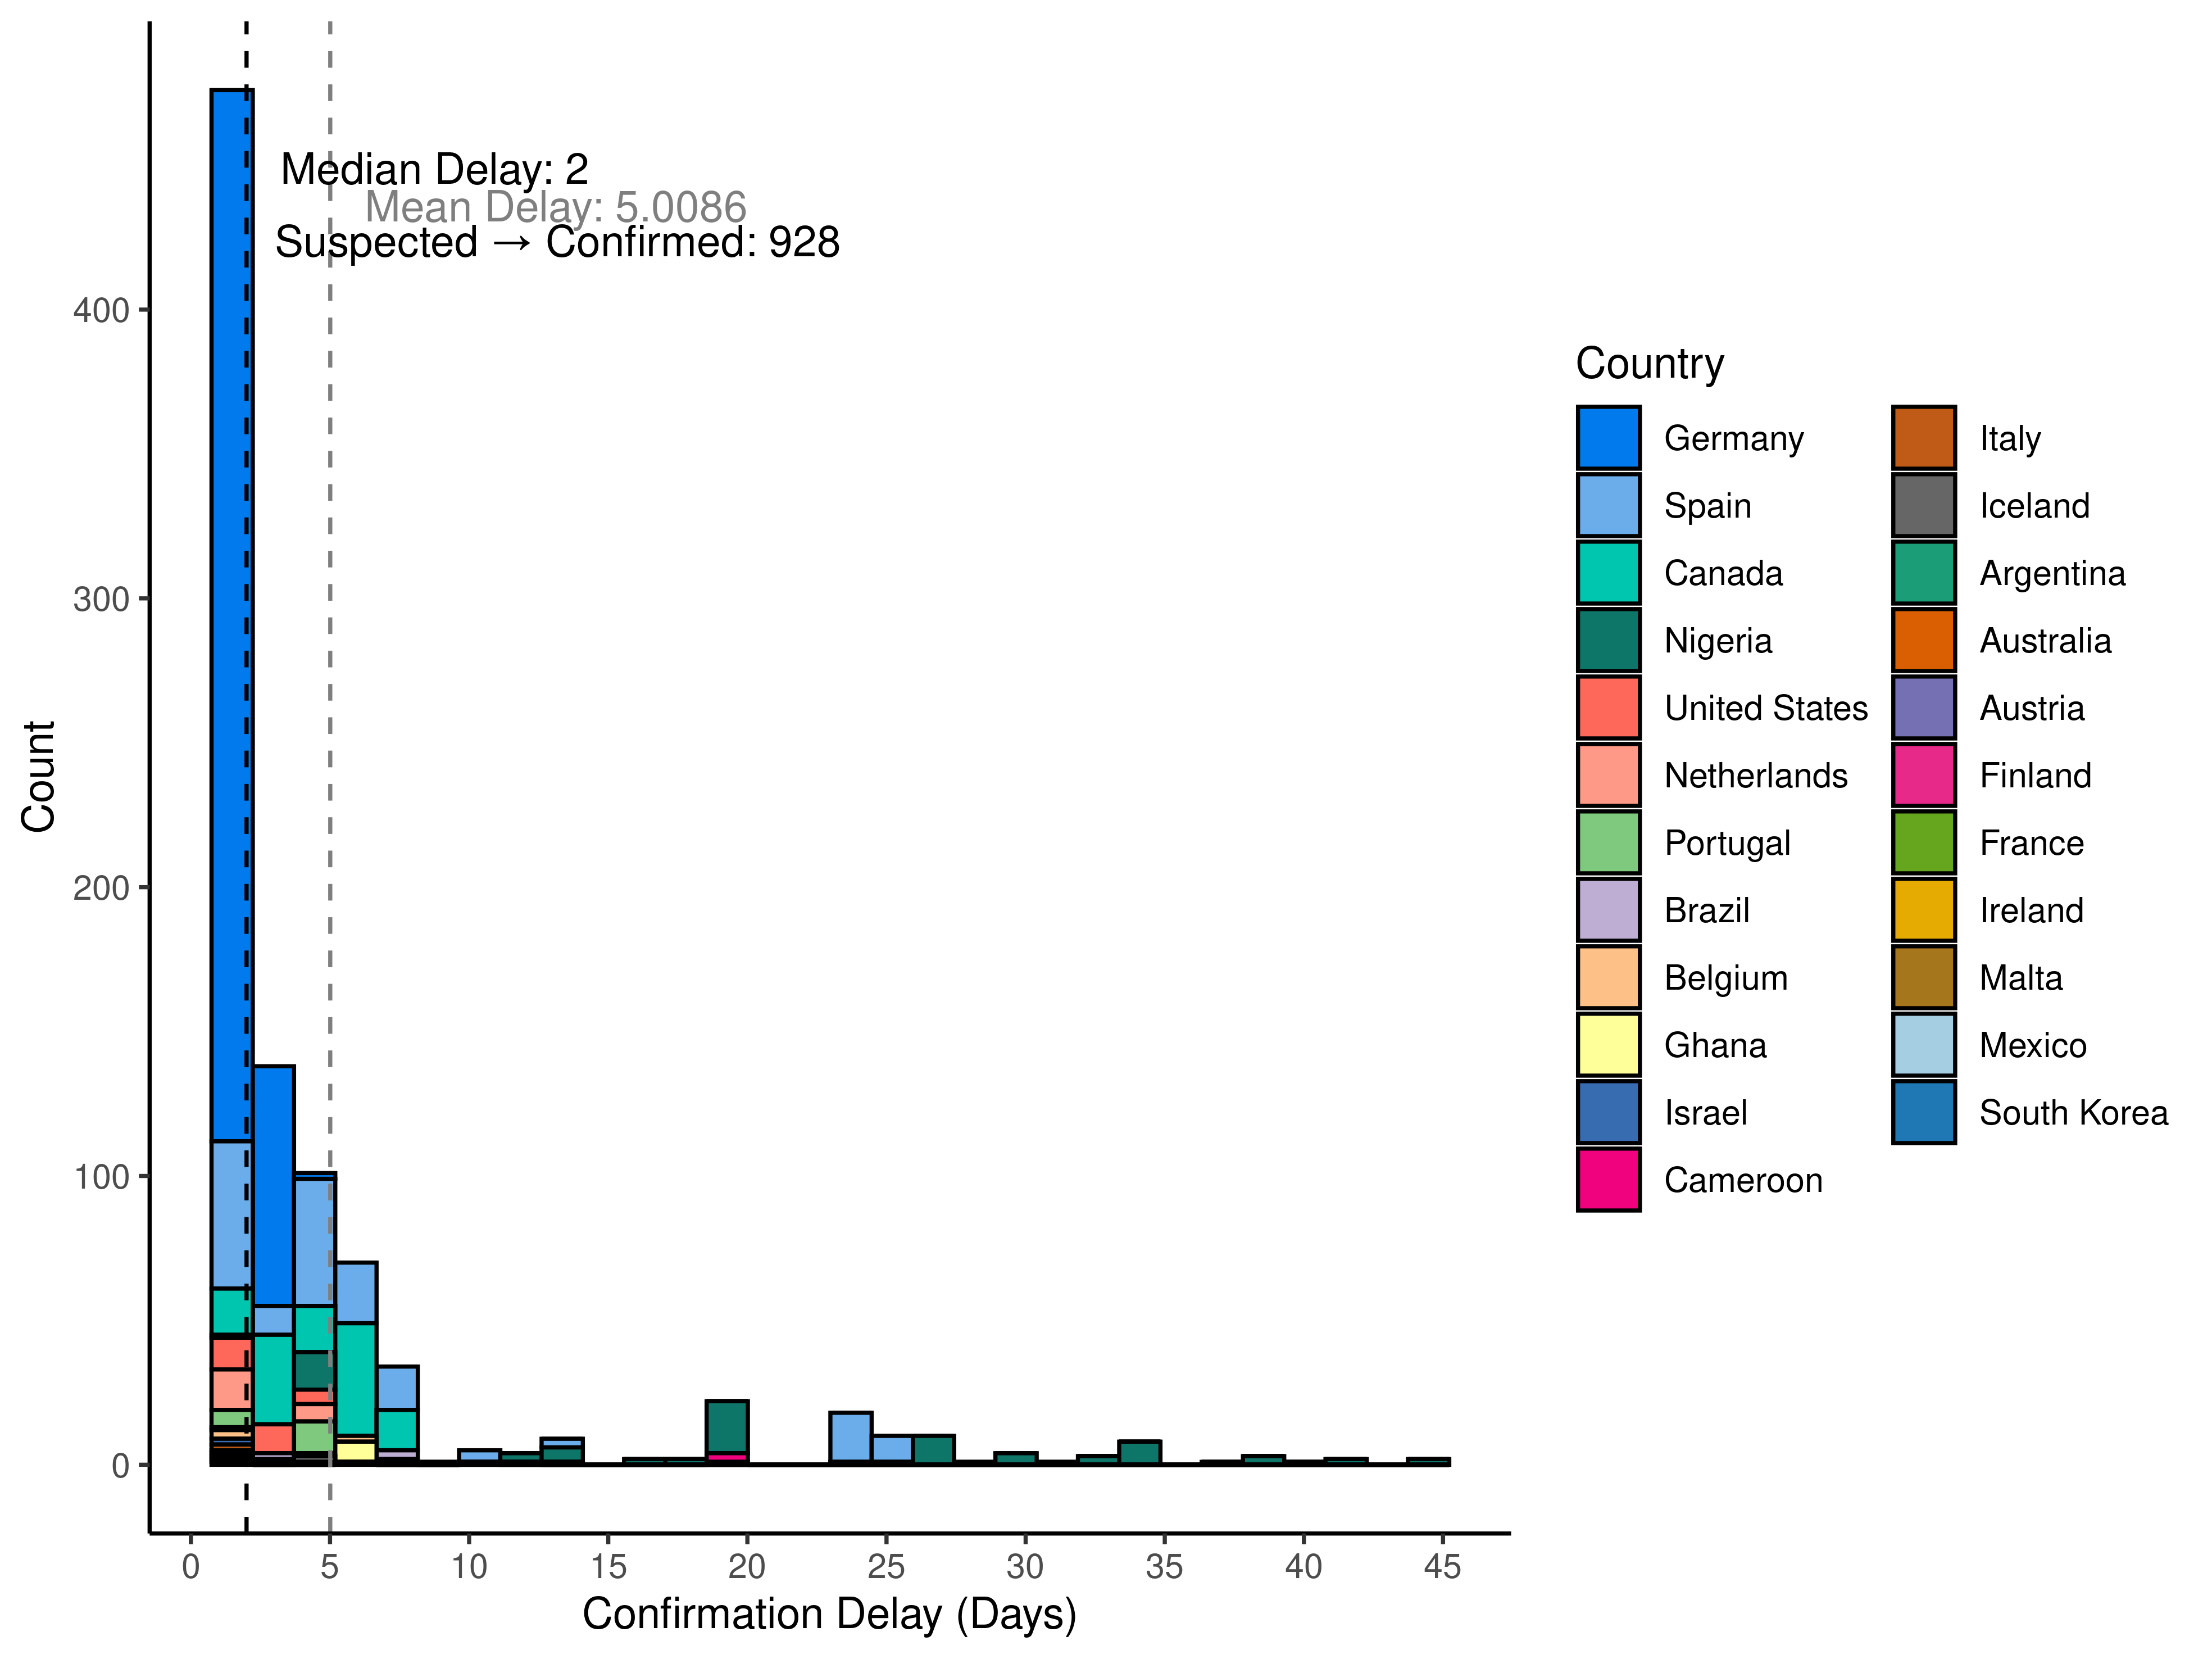 Median Delay: 2
Mean Delay: 5.0086
Suspected → Confirmed: 928
Count
400
300
200
100
0
0 5 10 15 20 25 30 35 40 45
Confirmation Delay (Days)
Country
Germany
Spain
Canada
Nigeria
United States
Netherlands
Portugal
Brazil
Belgium
Ghana
Israel
Cameroon
Italy
Iceland
Argentina
Australia
Austria
Finland
France
Ireland
Malta
Mexico
South Korea